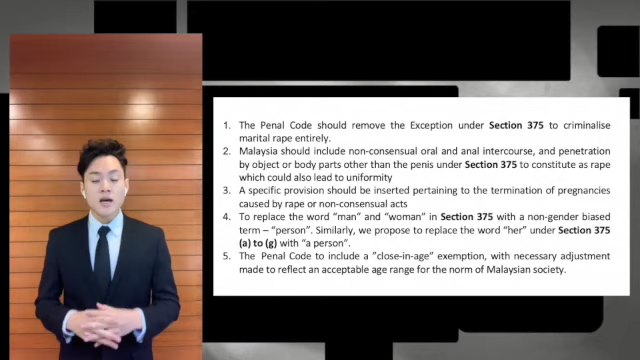 1. The Penal Code should remove the Exception under Section 375 to criminalise
marital rape entirely.
2. Malaysia should include non-consensual oral and anal intercourse, and penetration
by object or body parts other than the penis under Section 375 to constitute as rape
which could also lead to uniformity
3. A specific provision should be inserted pertaining to the termination of pregnancies
caused by rape or non-consensual acts
4. To replace the word “man” and “woman” in Section 375 with a non-gender biased
term – “person”. Similarly, we propose to replace the word “her” under Section 375
(a) to (g) with “a person”.
5. The Penal Code to include a “close-in-age” exemption, with necessary adjustment
made to reflect an acceptable age range for the norm of Malaysian society.